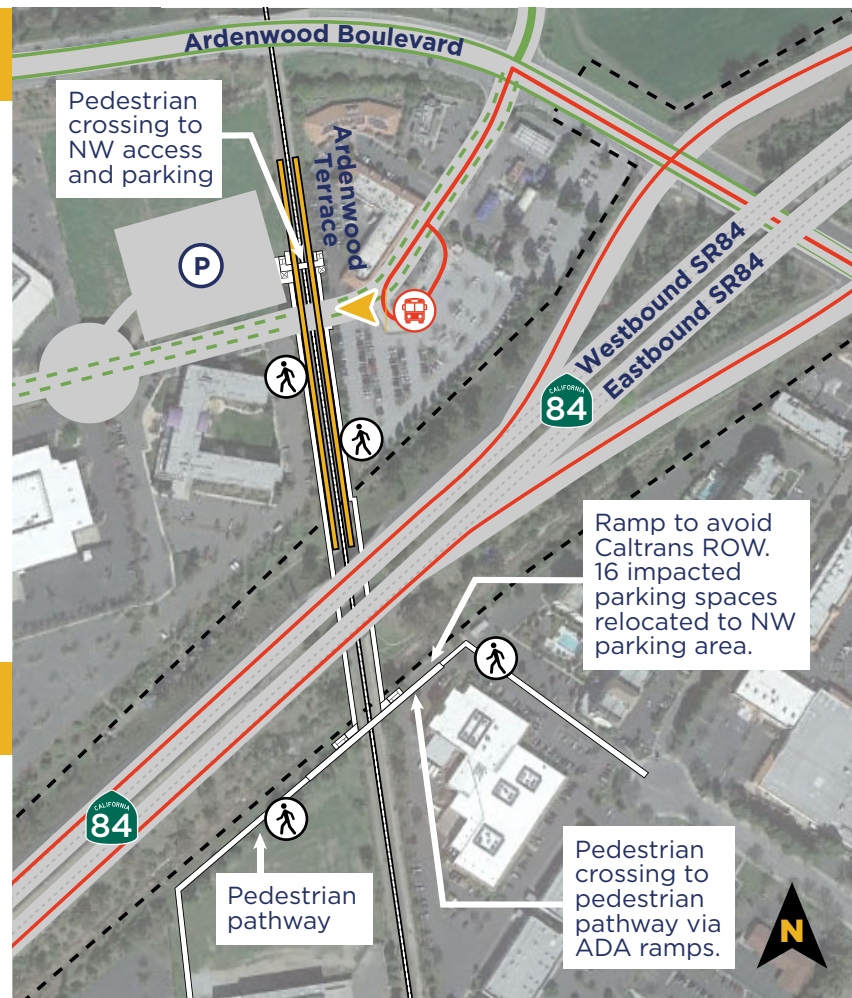 Ardenwood Boulevard
Pedestrian
crossing to
NW access
and parking
Ardenwood
Terrace
P
Westbound SR84
Eastbound SR84
CALIFORNIA
84
Ramp to avoid
Caltrans ROW.
16 impacted
parking spaces
relocated to NW
parking area.
CALIFORNIA
84
Pedestrian
pathway
Pedestrian
crossing to
pedestrian
pathway via
ADA ramps.
N